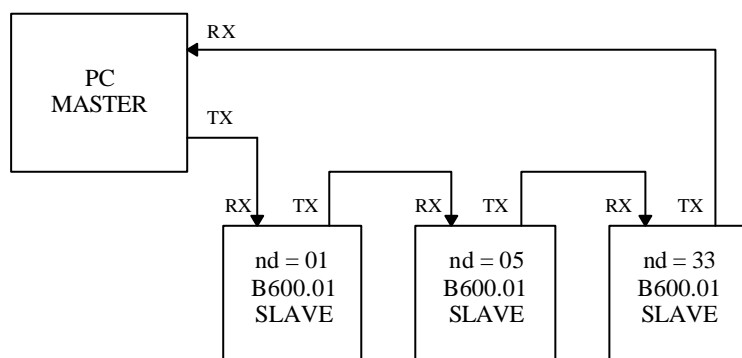 RX
PC
MASTER
TX
RX TX RX TX RX TX
nd = 01 nd = 05 nd = 33
B600.01 B600.01 B600.01
SLAVE SLAVE SLAVE